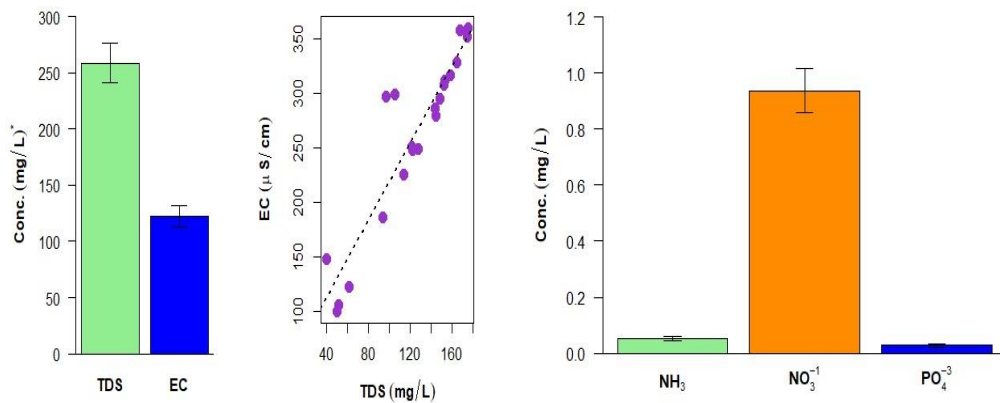 300
250
200
150
100
50
0
Conc. (mg/L)*
TDS EC
350
300
250
200
150
100
EC (μ S/cm)
40 80 120 160
TDS (mg/L)
1.2
1.0
0.8
0.6
0.4
0.2
0.0
Conc. (mg/L)
NH₃ NO₃⁻¹ PO₄⁻³